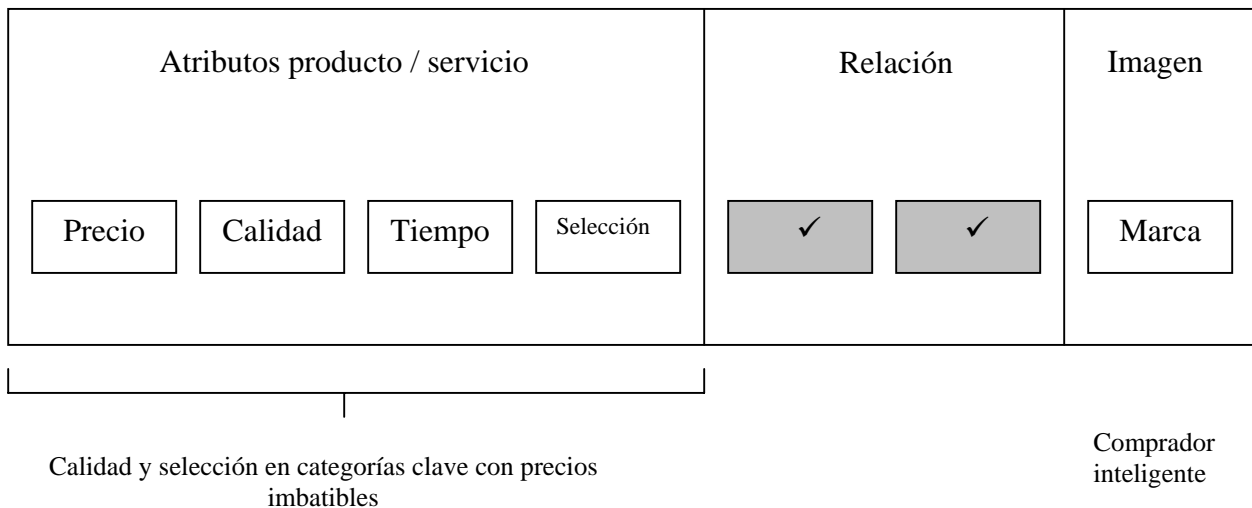 Atributos producto / servicio
Relación
Imagen
Precio
Calidad
Tiempo
Selección
✓
✓
Marca
Calidad y selección en categorías clave con precios
imbatibles
Comprador
inteligente